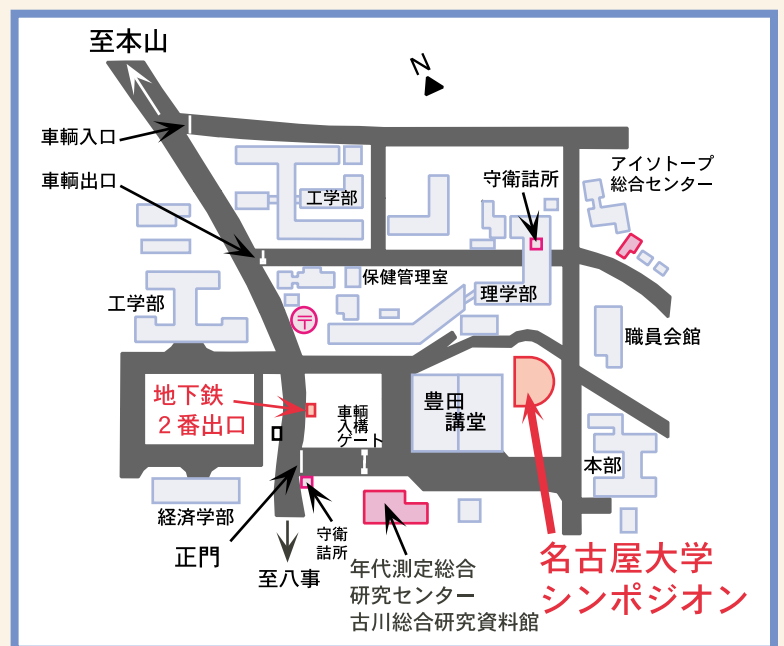 至本山
N
車輌入口
車輌出口
工学部
守衛詰所
アイソトープ
総合センター
保健管理室
理学部
工学部
〒
職員会館
地下鉄
２番出口
車輌
入構
ゲート
豊田
講堂
本部
経済学部
正門
守衛
詰所
至八事
年代測定総合
研究センター
古川総合研究資料館
名古屋大学
シンポジオン